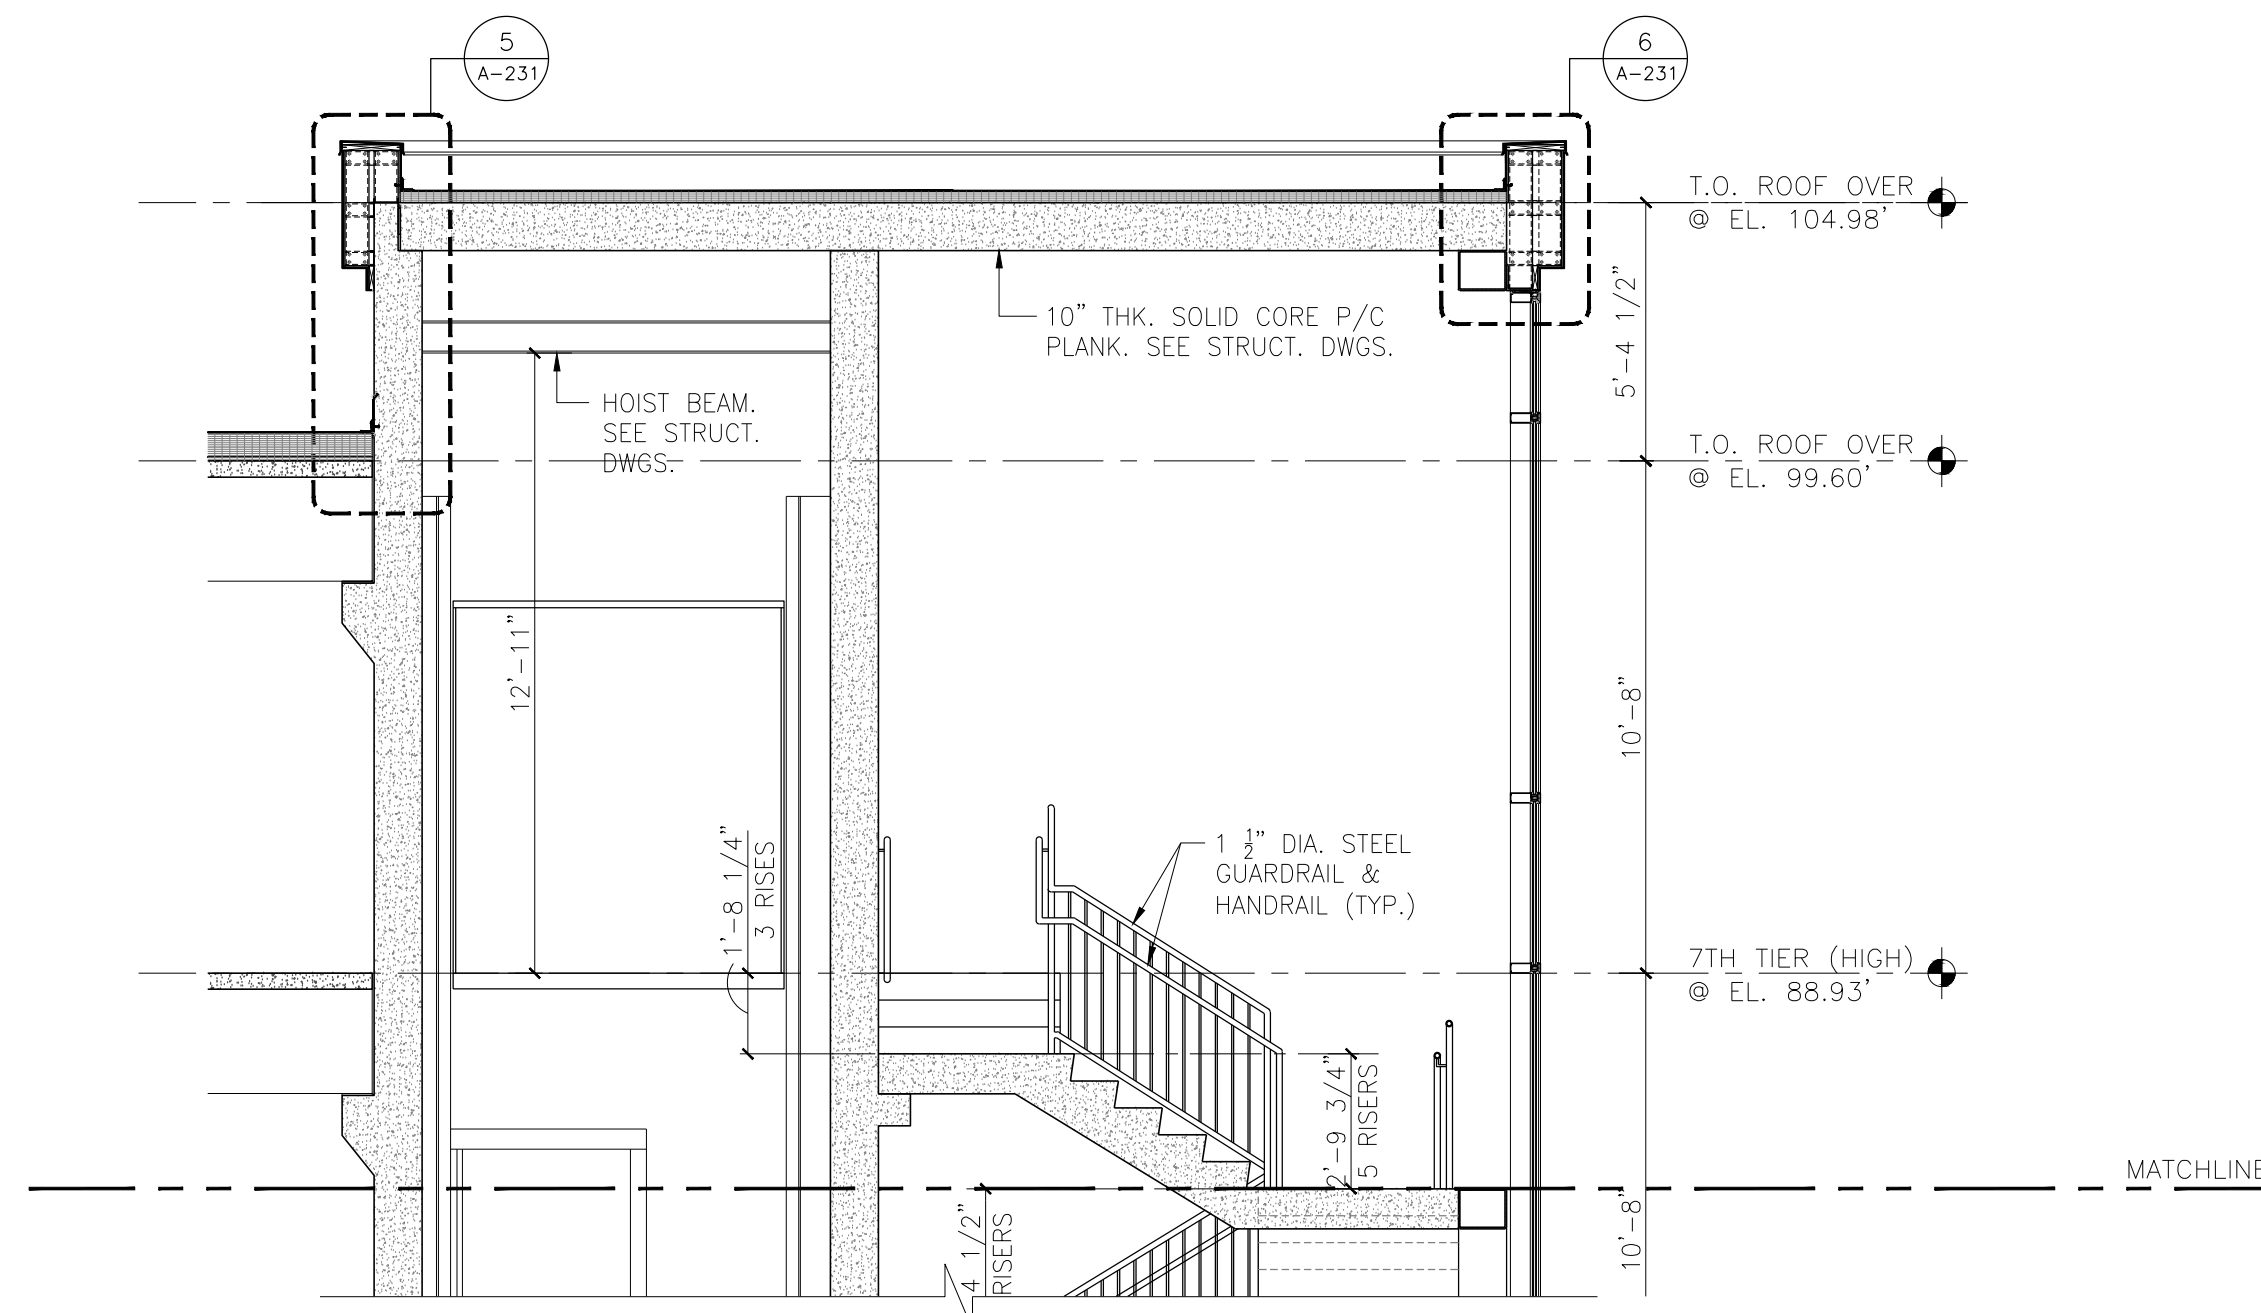 5
A-231
6
A-231
T.O. ROOF OVER
@ EL. 104.98'
5'-4 1/2"
10" THK. SOLID CORE P/C
PLANK. SEE STRUCT. DWGS.
HOIST BEAM.
SEE STRUCT.
DWGS.
T.O. ROOF OVER
@ EL. 99.60'
12'-11"
10'-8"
1'-8 1/4"
3 RISES
1 1/2" DIA. STEEL
GUARDRAIL &
HANDRAIL (TYP.)
7TH TIER (HIGH)
@ EL. 88.93'
2'-9 3/4"
5 RISERS
MATCHLINE
4 1/2"
RISERS
10'-8"